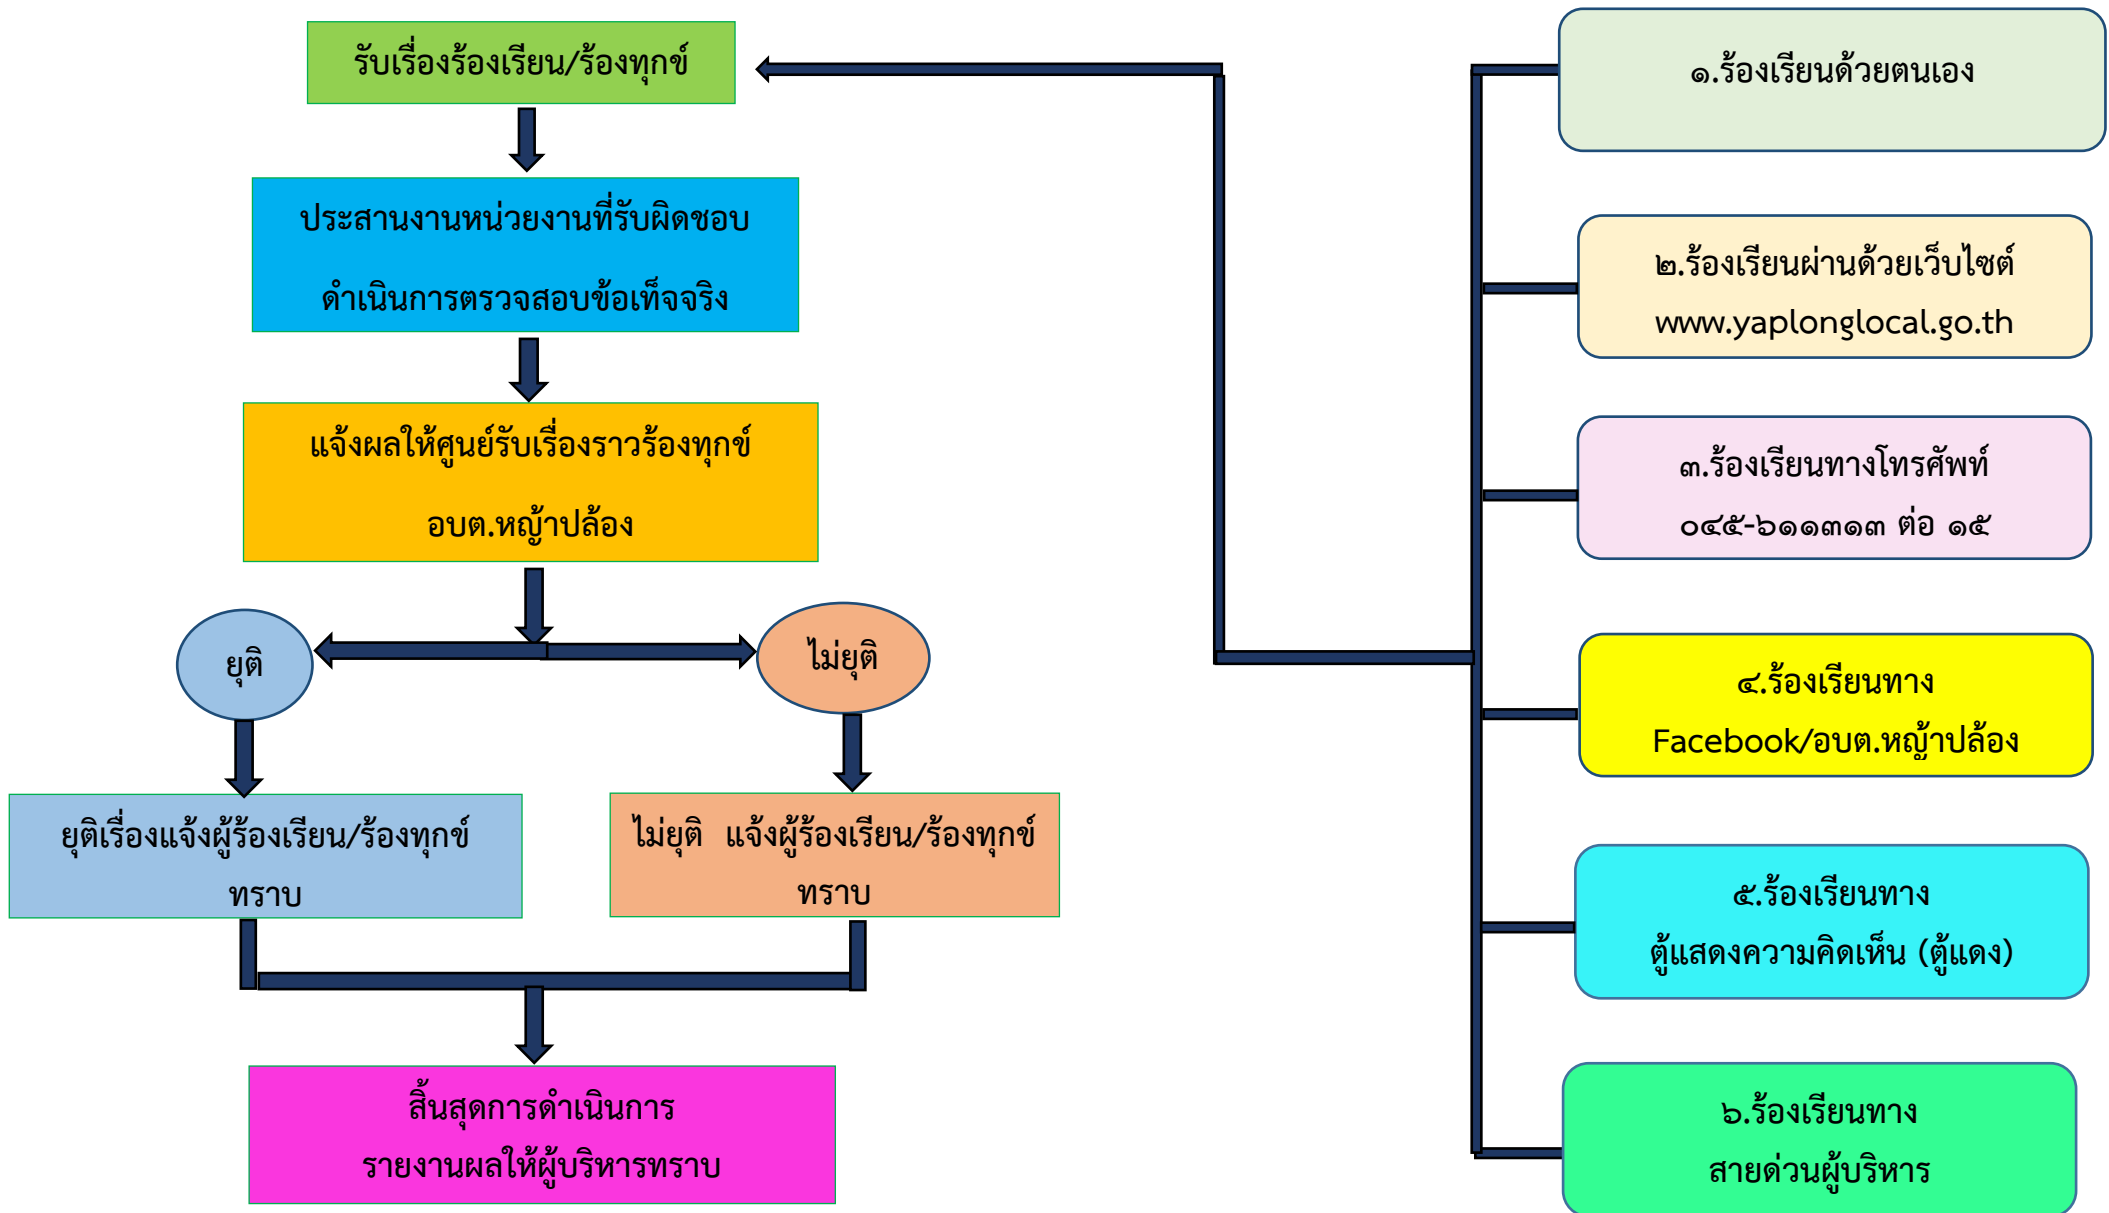 รับเรื่องร้องเรียน/ร้องทุกข์
ประสานงานหน่วยงานที่รับผิดชอบ
ดำเนินการตรวจสอบข้อเท็จจริง
แจ้งผลให้ศูนย์รับเรื่องราวร้องทุกข์
อบต.หญ้าปล้อง
ยุติ
ไม่ยุติ
ยุติเรื่องแจ้งผู้ร้องเรียน/ร้องทุกข์
ทราบ
ไม่ยุติ แจ้งผู้ร้องเรียน/ร้องทุกข์
ทราบ
สิ้นสุดการดำเนินการ
รายงานผลให้ผู้บริหารทราบ
๑.ร้องเรียนด้วยตนเอง
๒.ร้องเรียนผ่านด้วยเว็บไซต์
www.yaplonglocal.go.th
๓.ร้องเรียนทางโทรศัพท์
๐๔๕-๖๑๑๓๑๓ ต่อ ๑๕
๔.ร้องเรียนทาง
Facebook/อบต.หญ้าปล้อง
๕.ร้องเรียนทาง
ตู้แสดงความคิดเห็น (ตู้แดง)
๖.ร้องเรียนทาง
สายด่วนผู้บริหาร